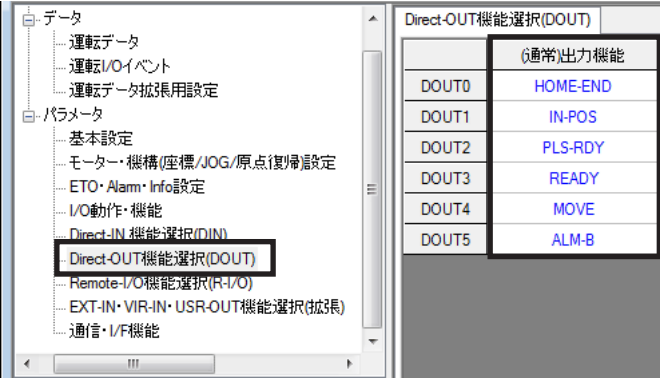 データ
運転データ
運転I/Oイベント
運転データ拡張用設定
パラメータ
基本設定
モーター・機構(座標/JOG/原点復帰)設定
ETO・Alarm・Info設定
I/O動作・機能
Direct-IN 機能選択(DIN)
Direct-OUT機能選択(DOUT)
Remote-I/O機能選択(R-I/O)
EXT-IN・VIR-IN・USR-OUT機能選択(拡張)
通信・I/F機能
Direct-OUT機能選択(DOUT)
(通常)出力機能
DOUT0 HOME-END
DOUT1 IN-POS
DOUT2 PLS-RDY
DOUT3 READY
DOUT4 MOVE
DOUT5 ALM-B